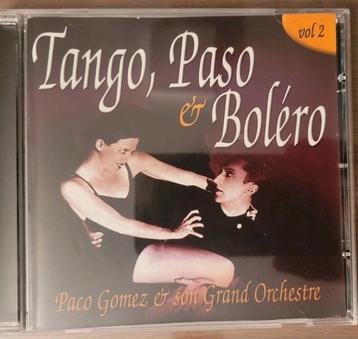 vol 2
Tango, Paso
& Boléro
Paco Gomez & son Grand Orchestre